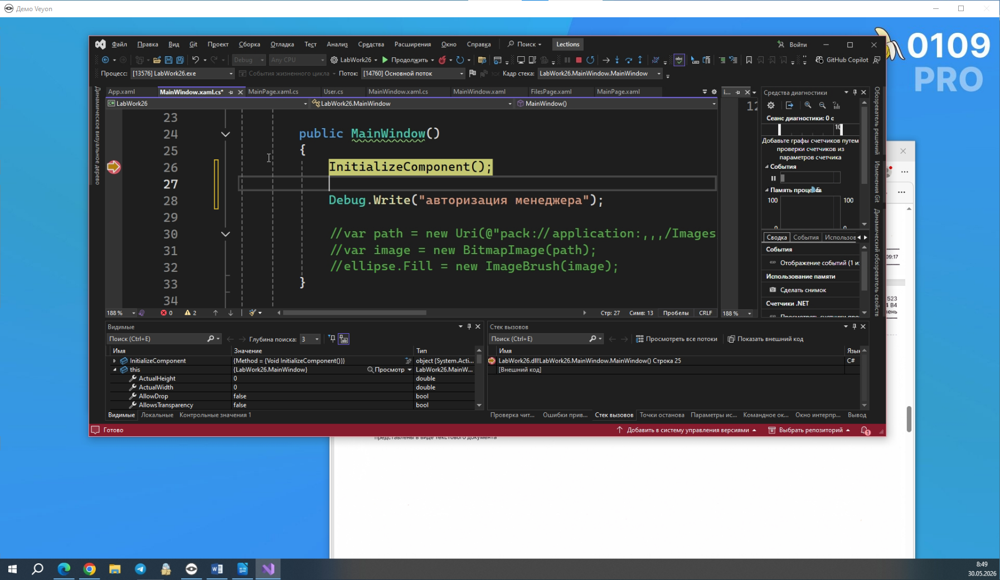 Демо Veyon
0109
PRO
Файл Правка Вид Git Проект Сборка Отладка Тест Анализ Средства Расширения Окно Справка Поиск Lections Войти
Debug Any CPU LabWork26 Продолжить GitHub Copilot
Процесс: [13576] LabWork26.exe События жизненного цикла Поток: [14760] Основной поток Кадр стека: LabWork26.MainWindow.MainWindow
App.xaml MainWindow.xaml.cs* MainPage.xaml.cs User.cs MainWindow.xaml.cs MainWindow.xaml FilesPage.xaml MainPage.xaml
LabWork26 LabWork26.MainWindow MainWindow()
Динамическое визуальное дерево
23
24 public MainWindow()
25 {
26 InitializeComponent();
27
28 Debug.Write("авторизация менеджера");
29
30 //var path = new Uri(@"pack://application:,,,/Images
31 //var image = new BitmapImage(path);
32 //ellipse.Fill = new ImageBrush(image);
33 }
34
188 % 0 2 Стр: 27 Симв: 13 Пробелы CRLF
i...
12
188 %
Средства диагностики
Сеанс диагностики: 0 с
10
Добавьте графы счетчиков путем
проверки счетчиков из
параметров счетчика
События
Память процесса
100 100
0 0
Сводка События Использов
События
Отображение событий (1 из
Использование памяти
Сделать снимок
Счетчики .NET
Обозреватель решений
Изменения Git
Динамический обозреватель свойств
Видимые
Поиск (Ctrl+E) Глубина поиска: 3
Имя Значение Тип
InitializeComponent {Method = {Void InitializeComponent()}} object {System.Acti...
this {LabWork26.MainWindow} Просмотр LabWork26.MainW...
ActualHeight 0 double
ActualWidth 0 double
AllowDrop false bool
AllowsTransparency false bool
Видимые Локальные Контрольные значения 1
Стек вызовов
Поиск (Ctrl+E) Просмотреть все потоки Показать внешний код
Имя Язы
LabWork26.dll!LabWork26.MainWindow.MainWindow() Строка 25 C#
[Внешний код]
Проверка чит... Ошибки прив... Стек вызовов Точки останова Параметры ис... Командное ок... Окно интерпр... Вывод
Готово Добавить в систему управления версиями Выбрать репозиторий 1
09:17
523
B4
представлены в виде текстового документа
8:49
30.05.2026